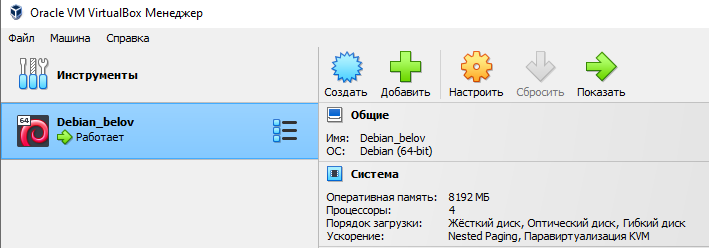 Oracle VM VirtualBox Менеджер
Файл Машина Справка
Инструменты
Создать Добавить Настроить Сбросить Показать
64
Debian_belov
Работает
Общие
Имя: Debian_belov
ОС: Debian (64-bit)
Система
Оперативная память: 8192 МБ
Процессоры: 4
Порядок загрузки: Жёсткий диск, Оптический диск, Гибкий диск
Ускорение: Nested Paging, Паравиртуализация KVM